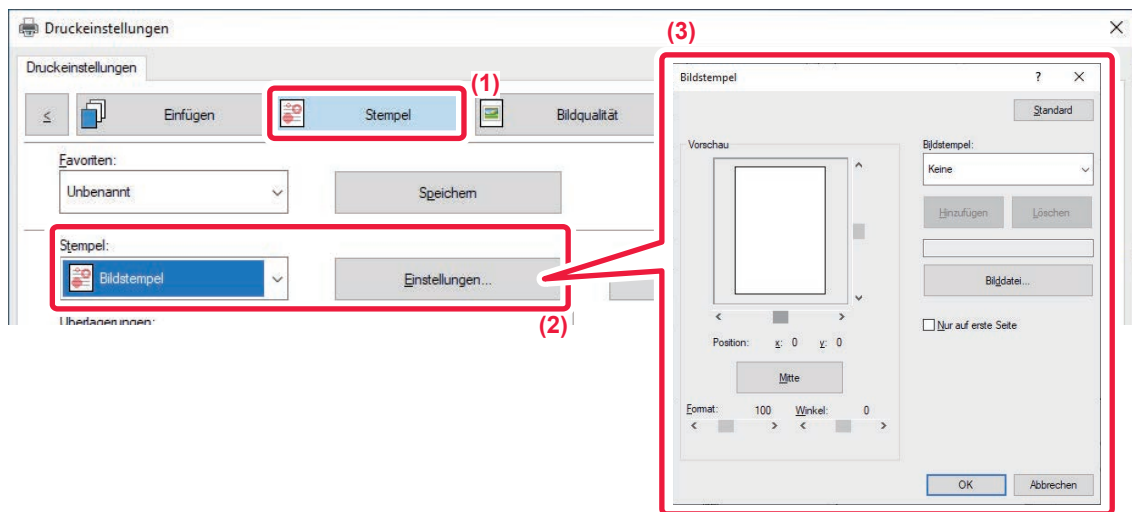 Druckeinstellungen
Druckeinstellungen
(1)
< Einfügen Stempel Bildqualität
Favoriten:
Unbenannt Speichern
Stempel:
Bildstempel Einstellungen...
(2)
Überlagerungen:
(3)
Bildstempel ? ×
Standard
Vorschau
Bildstempel:
Keine
Hinzufügen Löschen
Bilddatei...
Nur auf erste Seite
Position: x: 0 y: 0
Mitte
Format: 100 Winkel: 0
OK Abbrechen